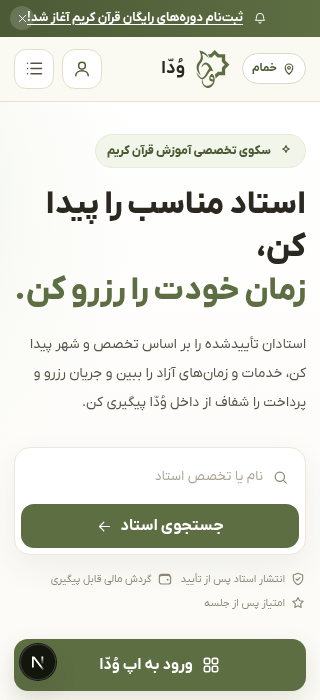 ثبت‌نام دوره‌های رایگان قرآن کریم آغاز شد!
خمام
وُدّا
سکوی تخصصی آموزش قرآن کریم
استاد مناسب را پیدا
کن،
زمان خودت را رزرو کن.
استادان تأییدشده را بر اساس تخصص و شهر پیدا
کن، خدمات و زمان‌های آزاد را ببین و جریان رزرو و
پرداخت را شفاف از داخل وُدّا پیگیری کن.
نام یا تخصص استاد
جستجوی استاد
انتشار استاد پس از تأیید
گردش مالی قابل پیگیری
امتیاز پس از جلسه
ورود به اپ وُدّا
N